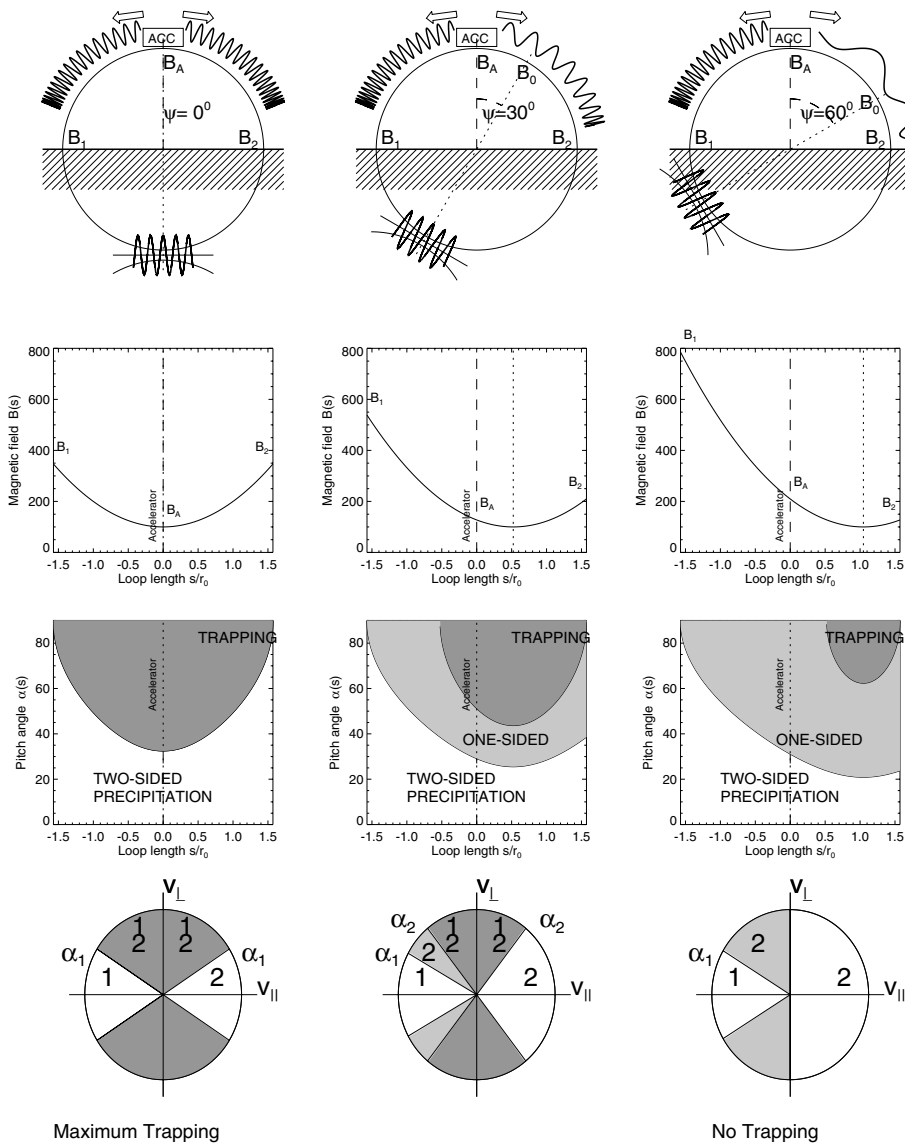 ACC ACC ACC
B_A B_A B_A
B_0
B_0
ψ= 0^0 ψ=30^0 ψ=60^0
B_1 B_2 B_1 B_2 B_1 B_2
Magnetic field B(s)
800
600
400
200
0
B_1
B_2
B_A
Accelerator
-1.5 -1.0 -0.5 0.0 0.5 1.0 1.5
Loop length s/r_0
Magnetic field B(s)
800
600
400
200
0
B_1
B_A
B_2
Accelerator
-1.5 -1.0 -0.5 0.0 0.5 1.0 1.5
Loop length s/r_0
B_1
Magnetic field B(s)
800
600
400
200
0
B_A
B_2
Accelerator
-1.5 -1.0 -0.5 0.0 0.5 1.0 1.5
Loop length s/r_0
Pitch angle α(s)
80
60
40
20
0
TRAPPING
Accelerator
TWO-SIDED
PRECIPITATION
-1.5 -1.0 -0.5 0.0 0.5 1.0 1.5
Loop length s/r_0
Pitch angle α(s)
80
60
40
20
0
TRAPPING
Accelerator
ONE-SIDED
TWO-SIDED
PRECIPITATION
-1.5 -1.0 -0.5 0.0 0.5 1.0 1.5
Loop length s/r_0
Pitch angle α(s)
80
60
40
20
0
TRAPPING
Accelerator
ONE-SIDED
TWO-SIDED
PRECIPITATION
-1.5 -1.0 -0.5 0.0 0.5 1.0 1.5
Loop length s/r_0
V_⊥
1 1
2 2
α_1 α_1
1 2
V_||
V_⊥
α_2 α_2
1 1
2 2
α_1 2
1 2
V_||
V_⊥
2
α_1
1 2
V_||
Maximum Trapping No Trapping